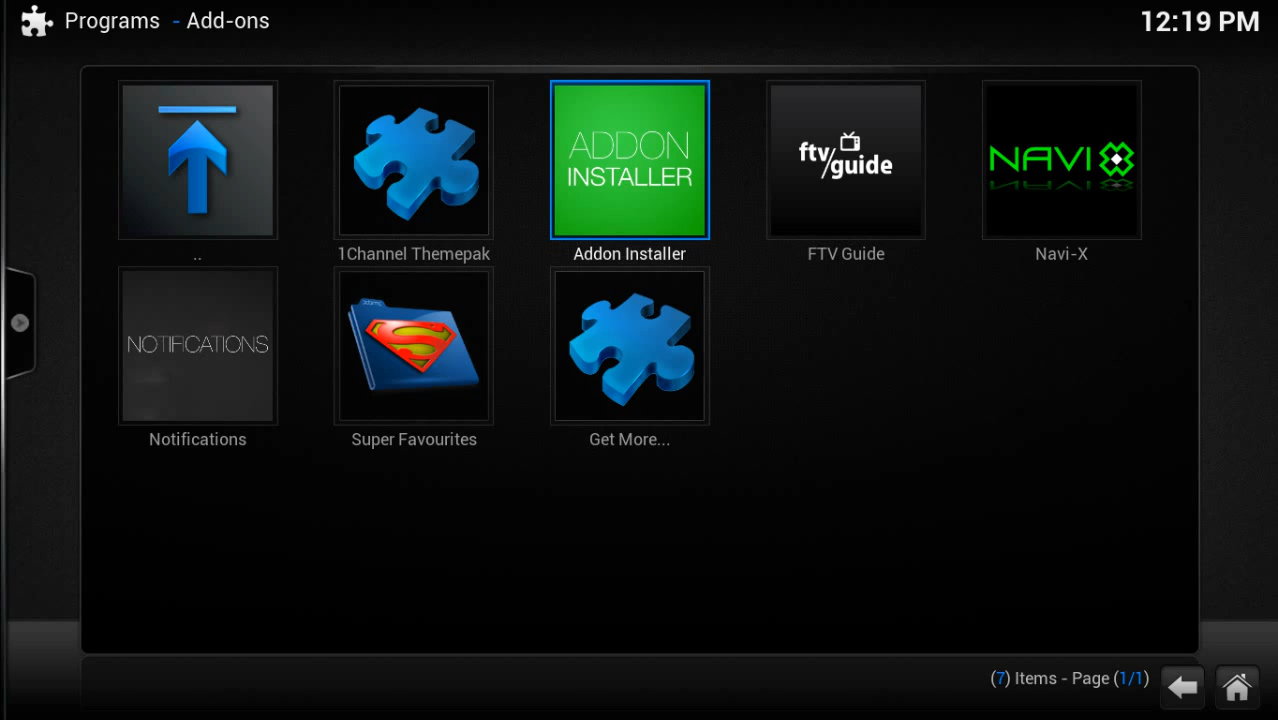 Programs - Add-ons
12:19 PM
ADDON
INSTALLER
ftv/guide
NAVI X
..
1Channel Themepak
Addon Installer
FTV Guide
Navi-X
NOTIFICATIONS
Notifications
Super Favourites
Get More...
(7) Items - Page (1/1)